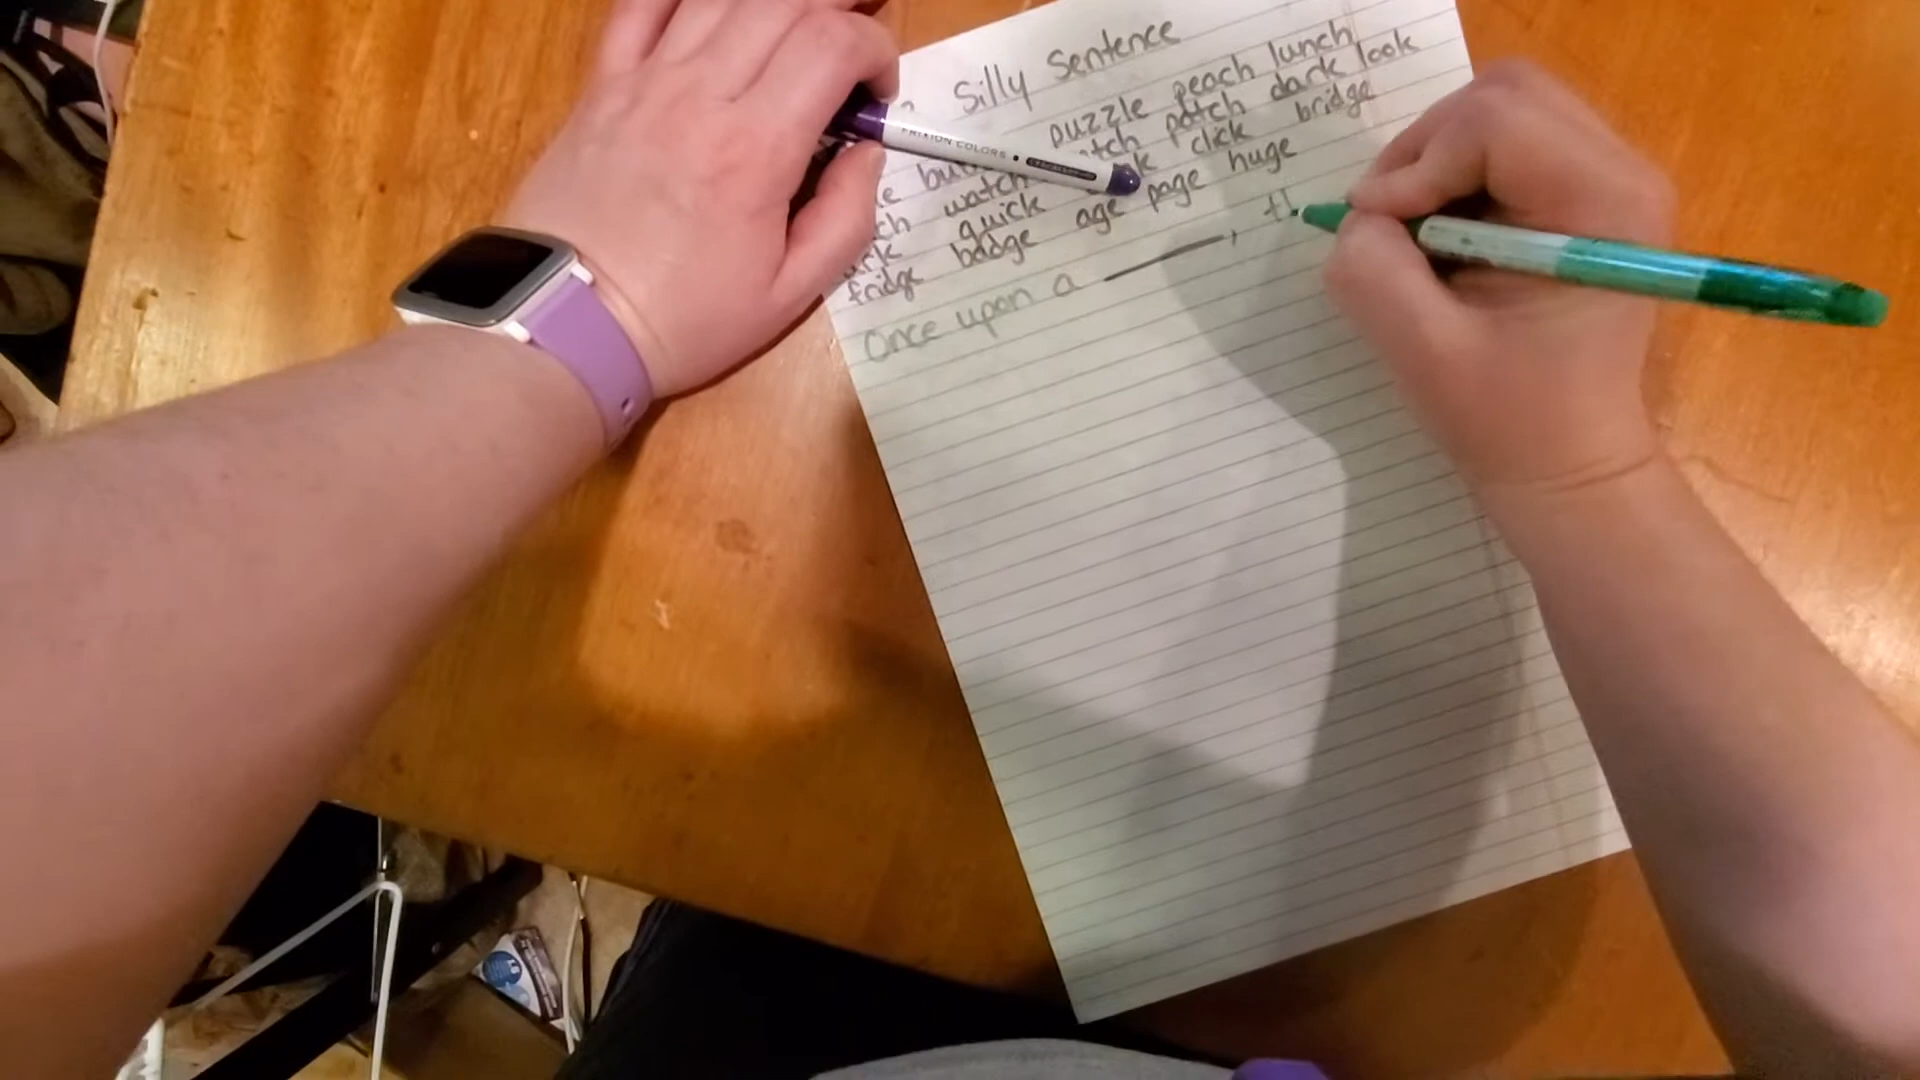 Silly Sentence
puzzle peach lunch
watch patch dark look
quick click bridge
fridge badge age page huge
Once upon a ——,
FRIXION COLORS